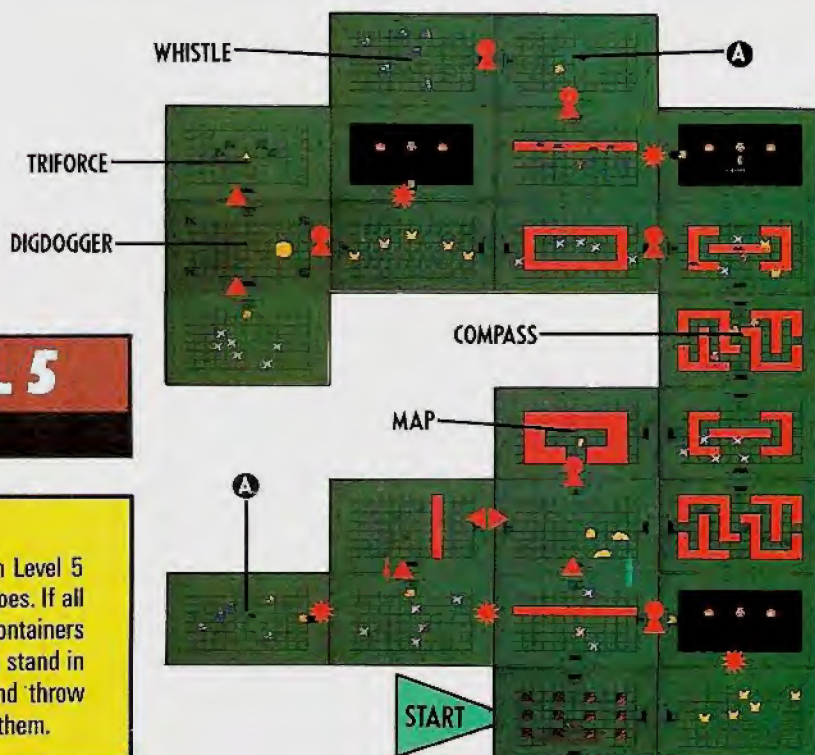 WHISTLE
A
TRIFORCE
DIGDOGGER
COMPASS
. 5
MAP
A
Level 5
oes. If all
ontainers
stand in
nd throw
them.
START